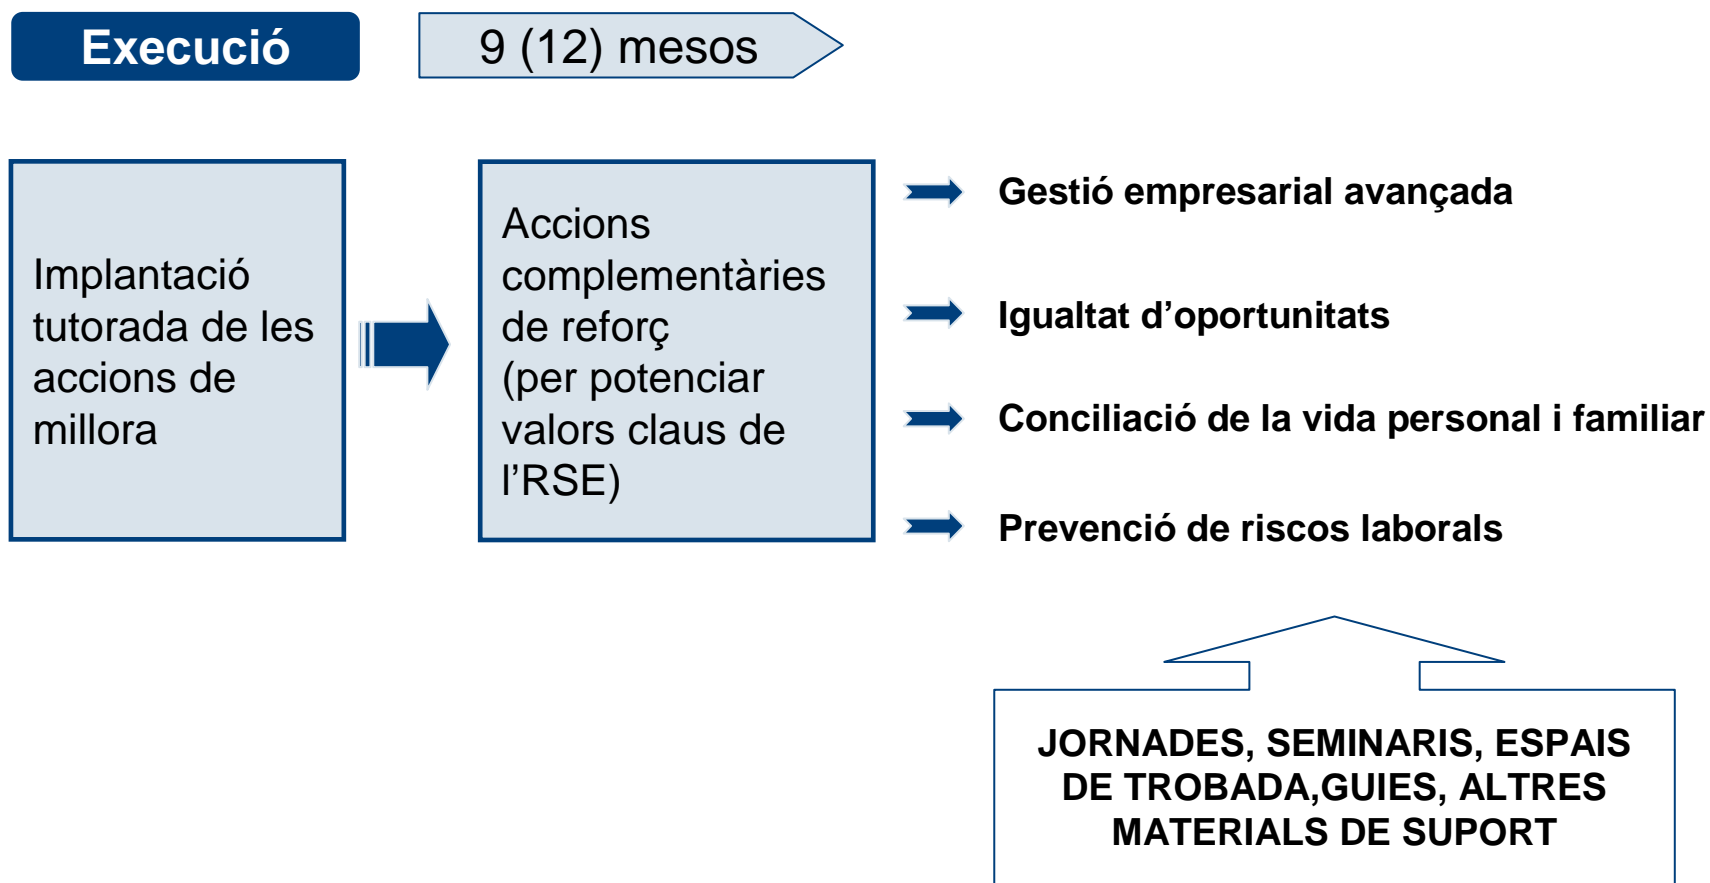 Execució
9 (12) mesos
Implantació
tutorada de les
accions de
millora
Accions
complementàries
de reforç
(per potenciar
valors claus de
l’RSE)
Gestió empresarial avançada
Igualtat d’oportunitats
Conciliació de la vida personal i familiar
Prevenció de riscos laborals
JORNADES, SEMINARIS, ESPAIS
DE TROBADA,GUIES, ALTRES
MATERIALS DE SUPORT